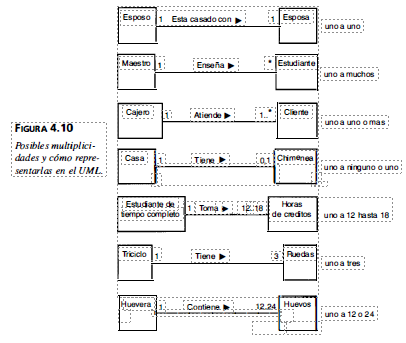 Esposo 1 Esta casado con ▶ 1 Esposa uno a uno
Maestro 1 Enseña ▶ * Estudiante uno a muchos
Cajero 1 Atiende ▶ 1..* Cliente uno a uno o mas
FIGURA 4.10
Posibles multiplici-
dades y cómo repre-
sentarlas en el UML.
Casa 1 Tiene ▶ 0,1 Chiménea uno a ninguno o uno
Estudiante de
tiempo completo 1 Toma ▶ 12..18 Horas
de creditos uno a 12 hasta 18
Triciclo 1 Tiene ▶ 3 Ruedas uno a tres
Huevera 1 Contiene ▶ 12,24 Huevos uno a 12 o 24